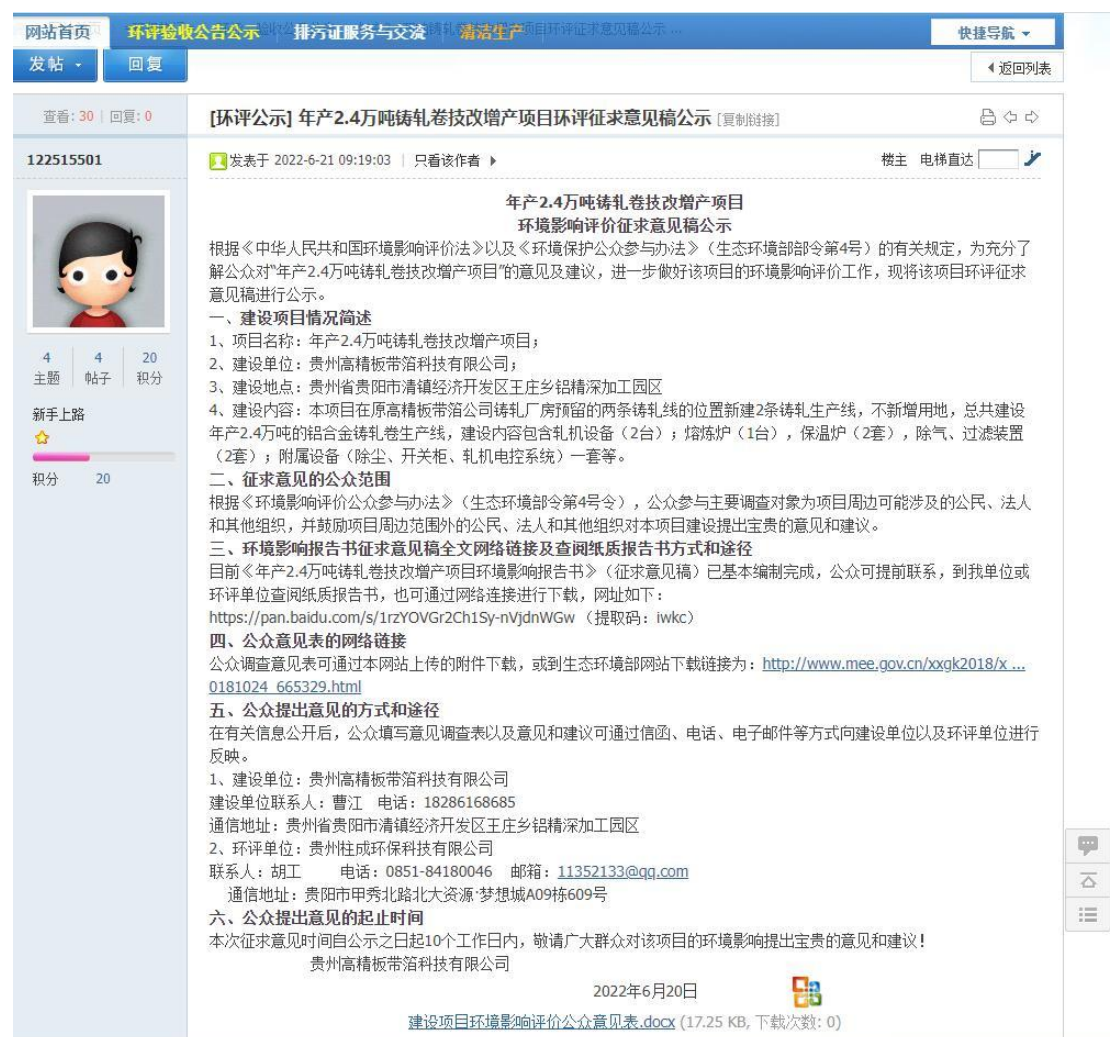 网站首页 环评验收公告公示 排污证服务与交流 清洁生产 快捷导航
发帖 回复 返回列表
查看: 30 | 回复: 0
[环评公示] 年产2.4万吨铸轧卷技改增产项目环评征求意见稿公示 [复制链接]
122515501
发表于 2022-6-21 09:19:03 | 只看该作者 楼主 电梯直达
4 4 20
主题 帖子 积分
新手上路
积分 20
年产2.4万吨铸轧卷技改增产项目
环境影响评价征求意见稿公示
根据《中华人民共和国环境影响评价法》以及《环境保护公众参与办法》（生态环境部部令第4号）的有关规定，为充分了
解公众对“年产2.4万吨铸轧卷技改增产项目”的意见及建议，进一步做好该项目的环境影响评价工作，现将该项目环评征求
意见稿进行公示。
一、建设项目情况简述
1、项目名称：年产2.4万吨铸轧卷技改增产项目；
2、建设单位：贵州高精板带箔科技有限公司；
3、建设地点：贵州省贵阳市清镇经济开发区王庄乡铝精深加工园区
4、建设内容：本项目在原高精板带箔公司铸轧厂房预留的两条铸轧线的位置新建2条铸轧生产线，不新增用地，总共建设
年产2.4万吨的铝合金铸轧卷生产线，建设内容包含轧机设备（2台）；熔炼炉（1台），保温炉（2套），除气、过滤装置
（2套）；附属设备（除尘、开关柜、轧机电控系统）一套等。
二、征求意见的公众范围
根据《环境影响评价公众参与办法》（生态环境部令第4号令），公众参与主要调查对象为项目周边可能涉及的公民、法人
和其他组织，并鼓励项目周边范围外的公民、法人和其他组织对本项目建设提出宝贵的意见和建议。
三、环境影响报告书征求意见稿全文网络链接及查阅纸质报告书方式和途径
目前《年产2.4万吨铸轧卷技改增产项目环境影响报告书》（征求意见稿）已基本编制完成，公众可提前联系，到我单位或
环评单位查阅纸质报告书，也可通过网络连接进行下载，网址如下：
https://pan.baidu.com/s/1rzYOVGr2Ch1Sy-nVjdnWGw （提取码：iwkc）
四、公众意见表的网络链接
公众调查意见表可通过本网站上传的附件下载，或到生态环境部网站下载链接为：http://www.mee.gov.cn/xxgk2018/x ...
0181024_665329.html
五、公众提出意见的方式和途径
在有关信息公开后，公众填写意见调查表以及意见和建议可通过信函、电话、电子邮件等方式向建设单位以及环评单位进行
反映。
1、建设单位：贵州高精板带箔科技有限公司
建设单位联系人：曹江 电话：18286168685
通信地址：贵州省贵阳市清镇经济开发区王庄乡铝精深加工园区
2、环评单位：贵州柱成环保科技有限公司
联系人：胡工 电话：0851-84180046 邮箱：11352133@qq.com
通信地址：贵阳市甲秀北路北大资源·梦想城A09栋609号
六、公众提出意见的起止时间
本次征求意见时间自公示之日起10个工作日内，敬请广大群众对该项目的环境影响提出宝贵的意见和建议！
贵州高精板带箔科技有限公司
2022年6月20日
建设项目环境影响评价公众意见表.docx (17.25 KB, 下载次数: 0)